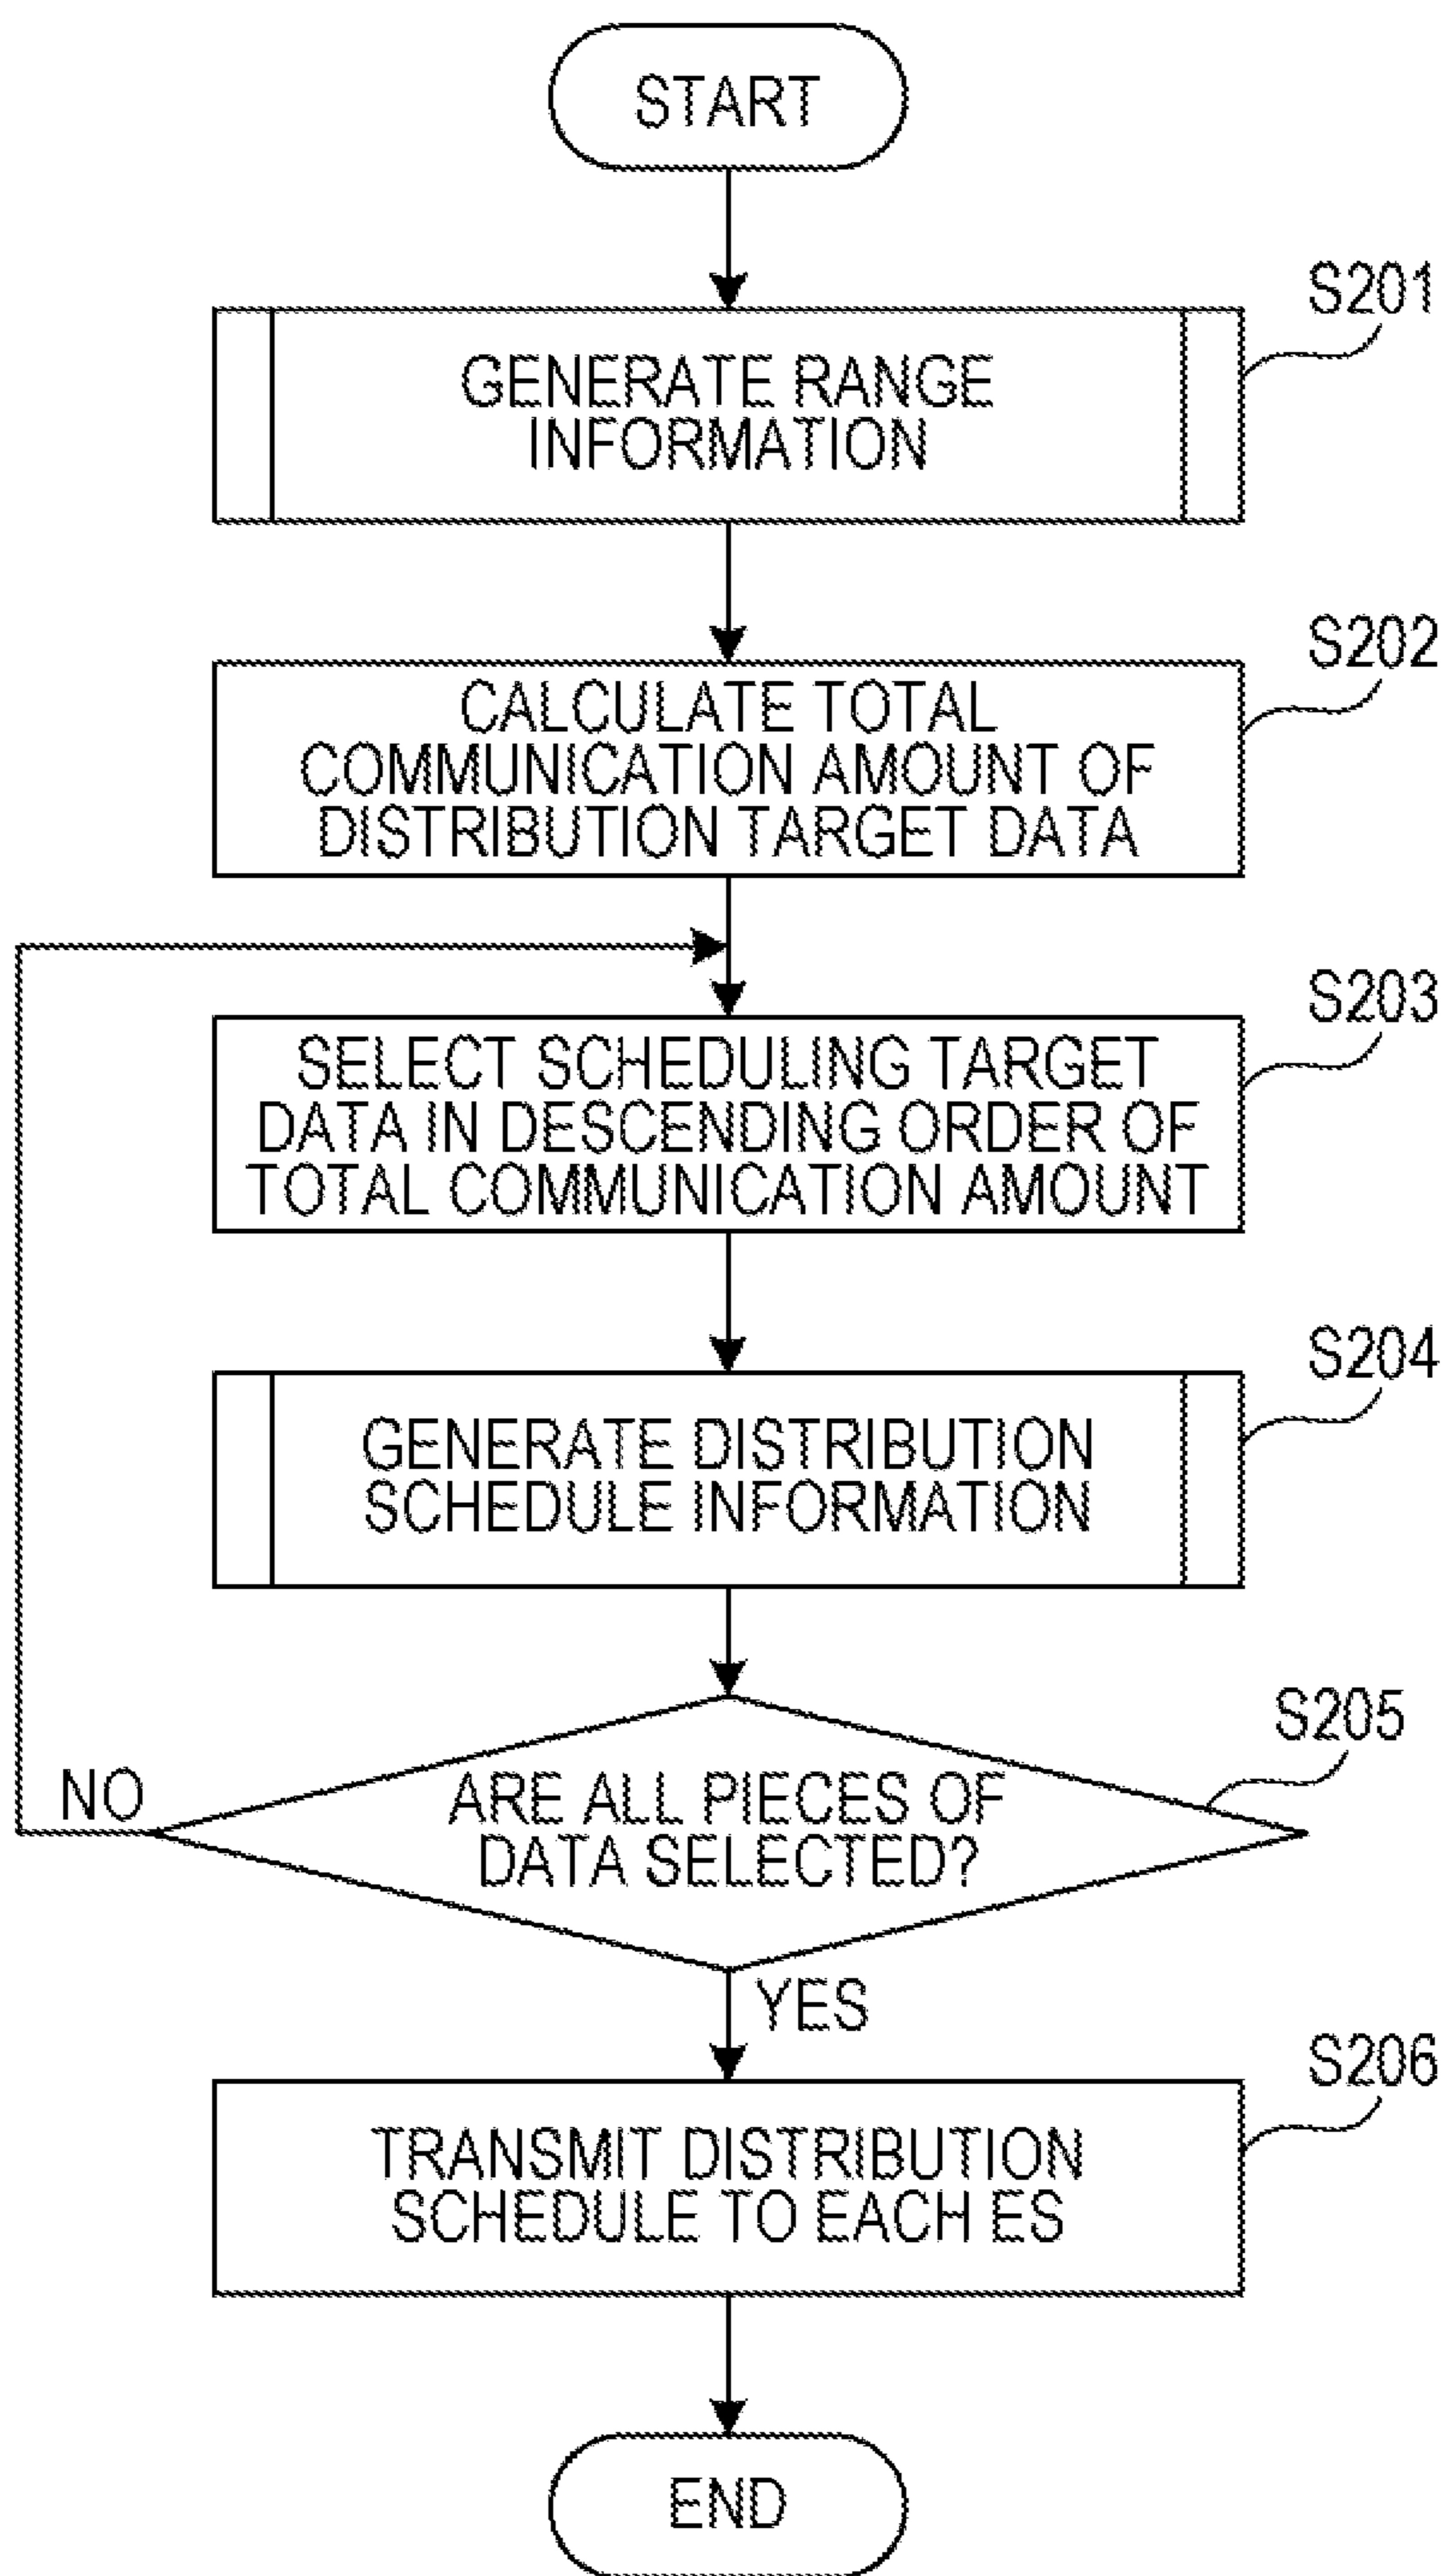 START
S201
GENERATE RANGE
INFORMATION
S202
CALCULATE TOTAL
COMMUNICATION AMOUNT OF
DISTRIBUTION TARGET DATA
S203
SELECT SCHEDULING TARGET
DATA IN DESCENDING ORDER OF
TOTAL COMMUNICATION AMOUNT
S204
GENERATE DISTRIBUTION
SCHEDULE INFORMATION
S205
NO
ARE ALL PIECES OF
DATA SELECTED?
YES
S206
TRANSMIT DISTRIBUTION
SCHEDULE TO EACH ES
END